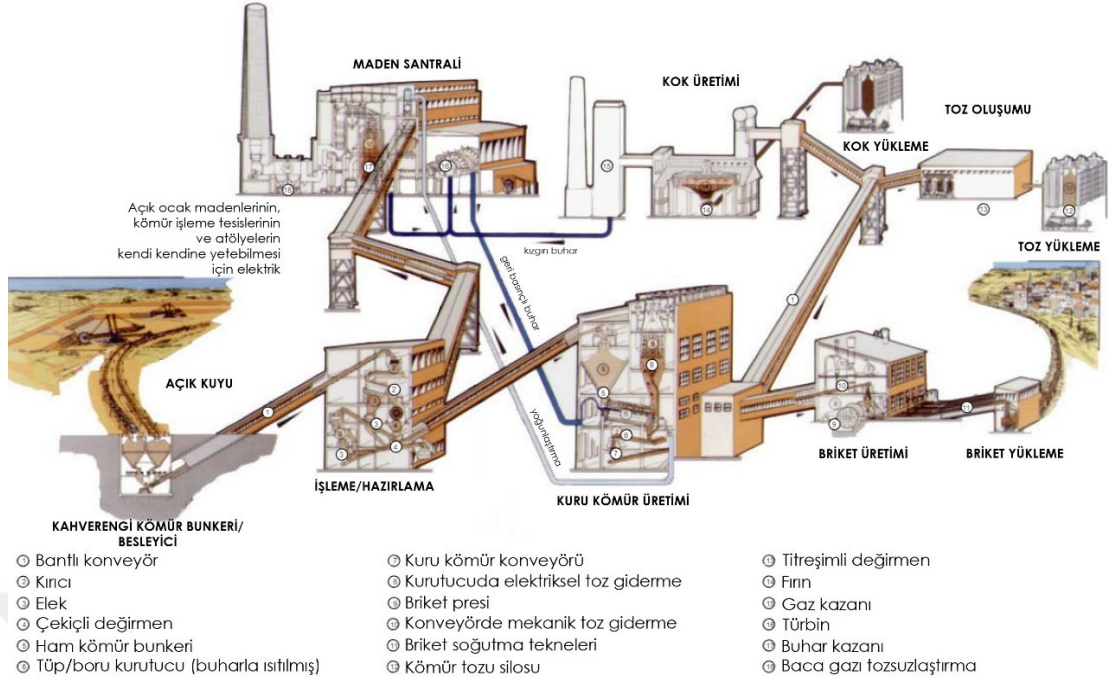 MADEN SANTRALİ
KOK ÜRETİMİ
TOZ OLUŞUMU
KOK YÜKLEME
TOZ YÜKLEME
Açık ocak madenlerinin,
kömür işleme tesislerinin
ve atölyelerin
kendi kendine yetebilmesi
için elektrik
kızgın buhar
geri basınçlı buhar
yoğunlaştırma
AÇIK KUYU
KAHVERENGİ KÖMÜR BUNKERİ/
BESLEYİCİ
İŞLEME/HAZIRLAMA
KURU KÖMÜR ÜRETİMİ
BRİKET ÜRETİMİ
BRİKET YÜKLEME
1 Bantlı konveyör
2 Kırıcı
3 Elek
4 Çekiçli değirmen
5 Ham kömür bunkeri
6 Tüp/boru kurutucu (buharla ısıtılmış)
7 Kuru kömür konveyörü
8 Kurutucuda elektriksel toz giderme
9 Briket presi
10 Konveyörde mekanik toz giderme
11 Briket soğutma tekneleri
12 Kömür tozu silosu
13 Titreşimli değirmen
14 Fırın
15 Gaz kazanı
16 Türbin
17 Buhar kazanı
18 Baca gazı tozsuzlaştırma